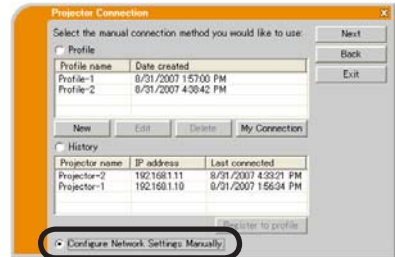 Projector Connection
x
Select the manual connection method you would like to use:
Next
Profile
Back
Profile name Date created
Exit
Profile-1 8/31/2007 1:57:00 PM
Profile-2 8/31/2007 4:38:42 PM
New Edit Delete My Connection
History
Projector name IP address Last connected
Projector-2 192.168.1.11 8/31/2007 4:33:21 PM
Projector-1 192.168.1.10 8/31/2007 1:56:34 PM
Register to profile
Configure Network Settings Manually